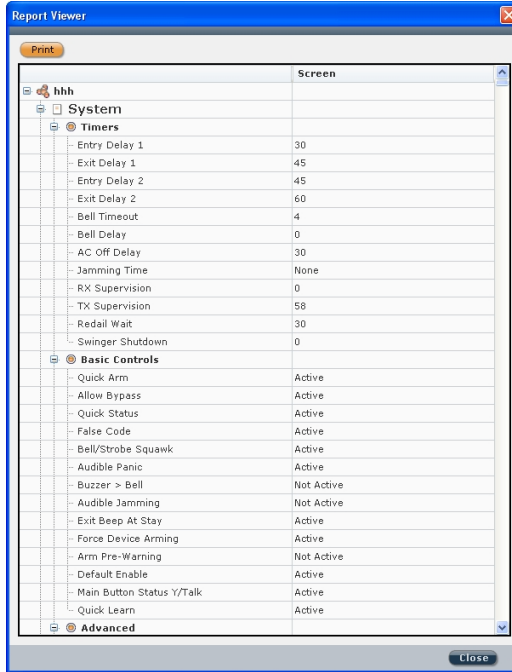 Report Viewer
Print
Screen
hhh
System
Timers
Entry Delay 1 30
Exit Delay 1 45
Entry Delay 2 45
Exit Delay 2 60
Bell Timeout 4
Bell Delay 0
AC Off Delay 30
Jamming Time None
RX Supervision 0
TX Supervision 58
Redail Wait 30
Swinger Shutdown 0
Basic Controls
Quick Arm Active
Allow Bypass Active
Quick Status Active
False Code Active
Bell/Strobe Squawk Active
Audible Panic Active
Buzzer > Bell Not Active
Audible Jamming Not Active
Exit Beep At Stay Active
Force Device Arming Active
Arm Pre-Warning Not Active
Default Enable Active
Main Button Status Y/Talk Active
Quick Learn Active
Advanced
Close